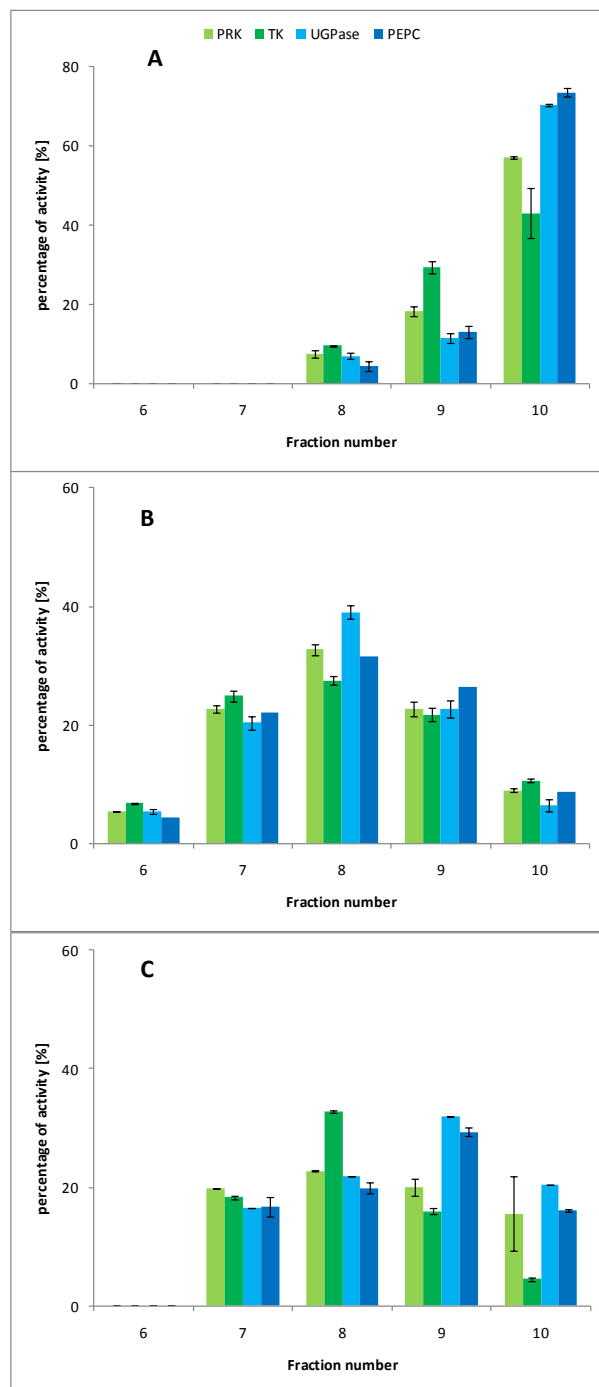 PRK TK UGPase PEPC
A
percentage of activity [%]
80
60
40
20
0
6 7 8 9 10
Fraction number
B
percentage of activity [%]
60
40
20
0
6 7 8 9 10
Fraction number
C
percentage of activity [%]
60
40
20
0
6 7 8 9 10
Fraction number